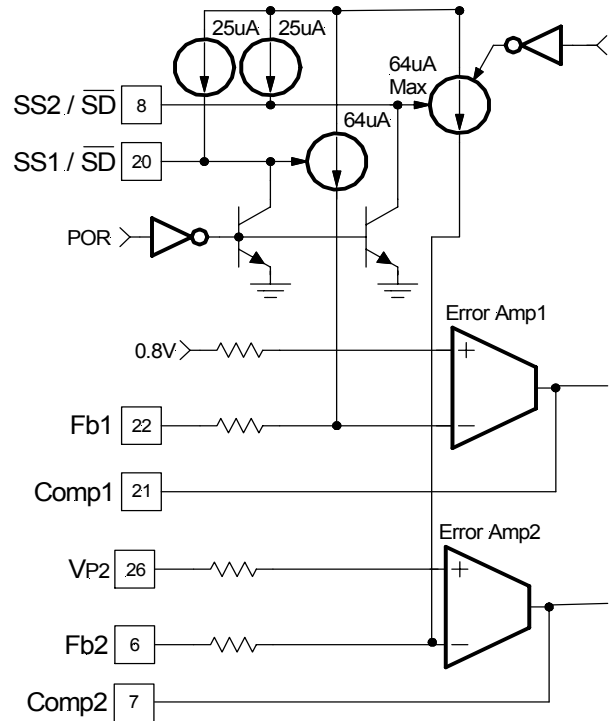 25uA 25uA
64uA
Max
SS2 / SD 8
64uA
SS1 / SD 20
POR
Error Amp1
0.8V
+
Fb1 22
−
Comp1 21
Error Amp2
VP2 26
+
Fb2 6
−
Comp2 7